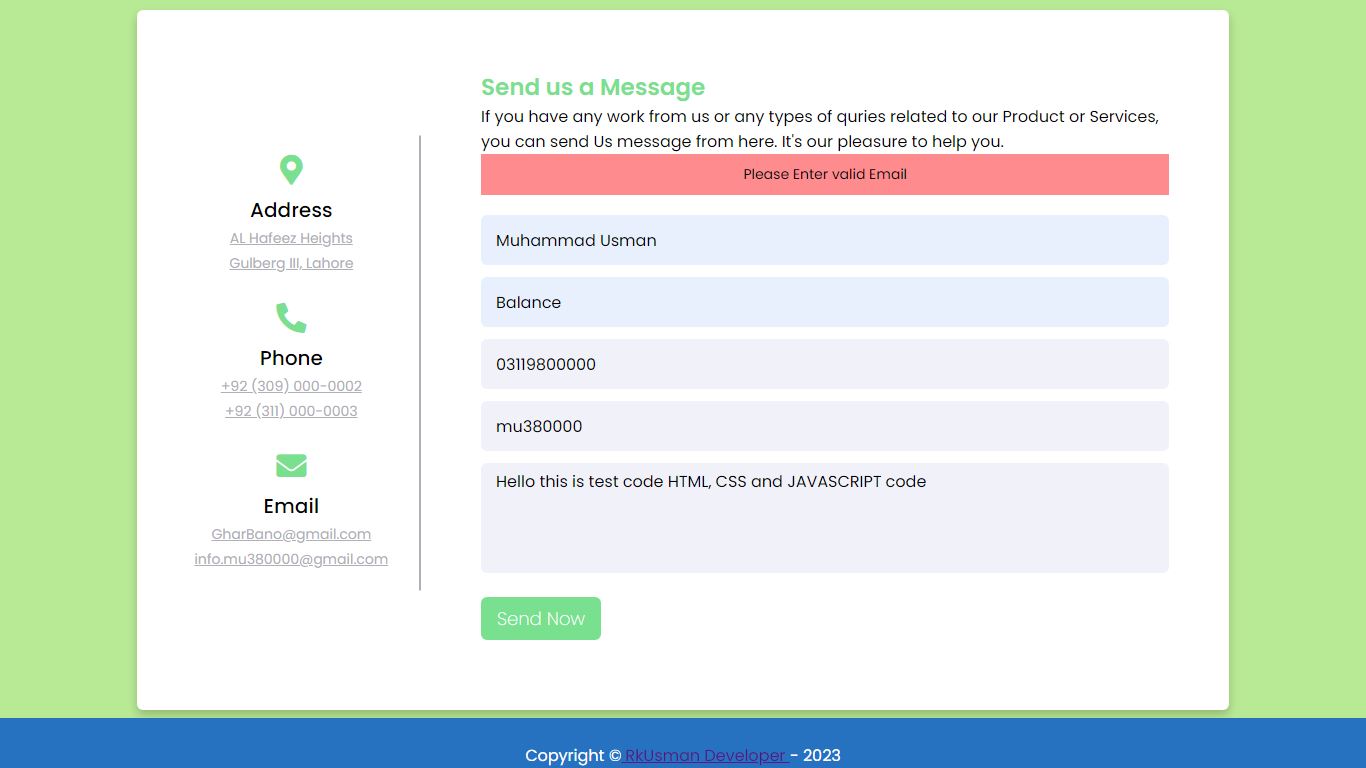 Address
AL Hafeez Heights
Gulberg III, Lahore
Phone
+92 (309) 000-0002
+92 (311) 000-0003
Email
GharBano@gmail.com
info.mu380000@gmail.com
Send us a Message
If you have any work from us or any types of quries related to our Product or Services,
you can send Us message from here. It's our pleasure to help you.
Please Enter valid Email
Muhammad Usman
Balance
03119800000
mu380000
Hello this is test code HTML, CSS and JAVASCRIPT code
Send Now
Copyright © RkUsman Developer - 2023